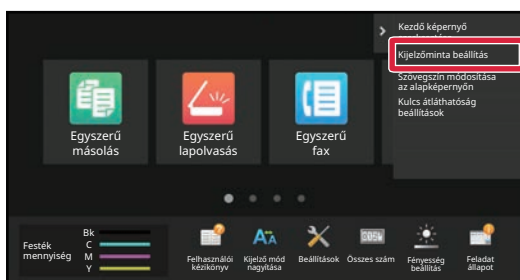 Kezdő képernyő
Kijelzőminta beállítás
Szövegszín módosítása
az alapképernyőn
Kulcs átláthatóság
beállítások
Egyszerű
másolás
Egyszerű
lapolvasás
Egyszerű
fax
Festék
mennyiség
Bk
C
M
Y
Felhasználói
kézikönyv
Kijelző mód
nagyítása
Beállítások
Összes szám
Fényesség
beállítás
Feladat
állapot